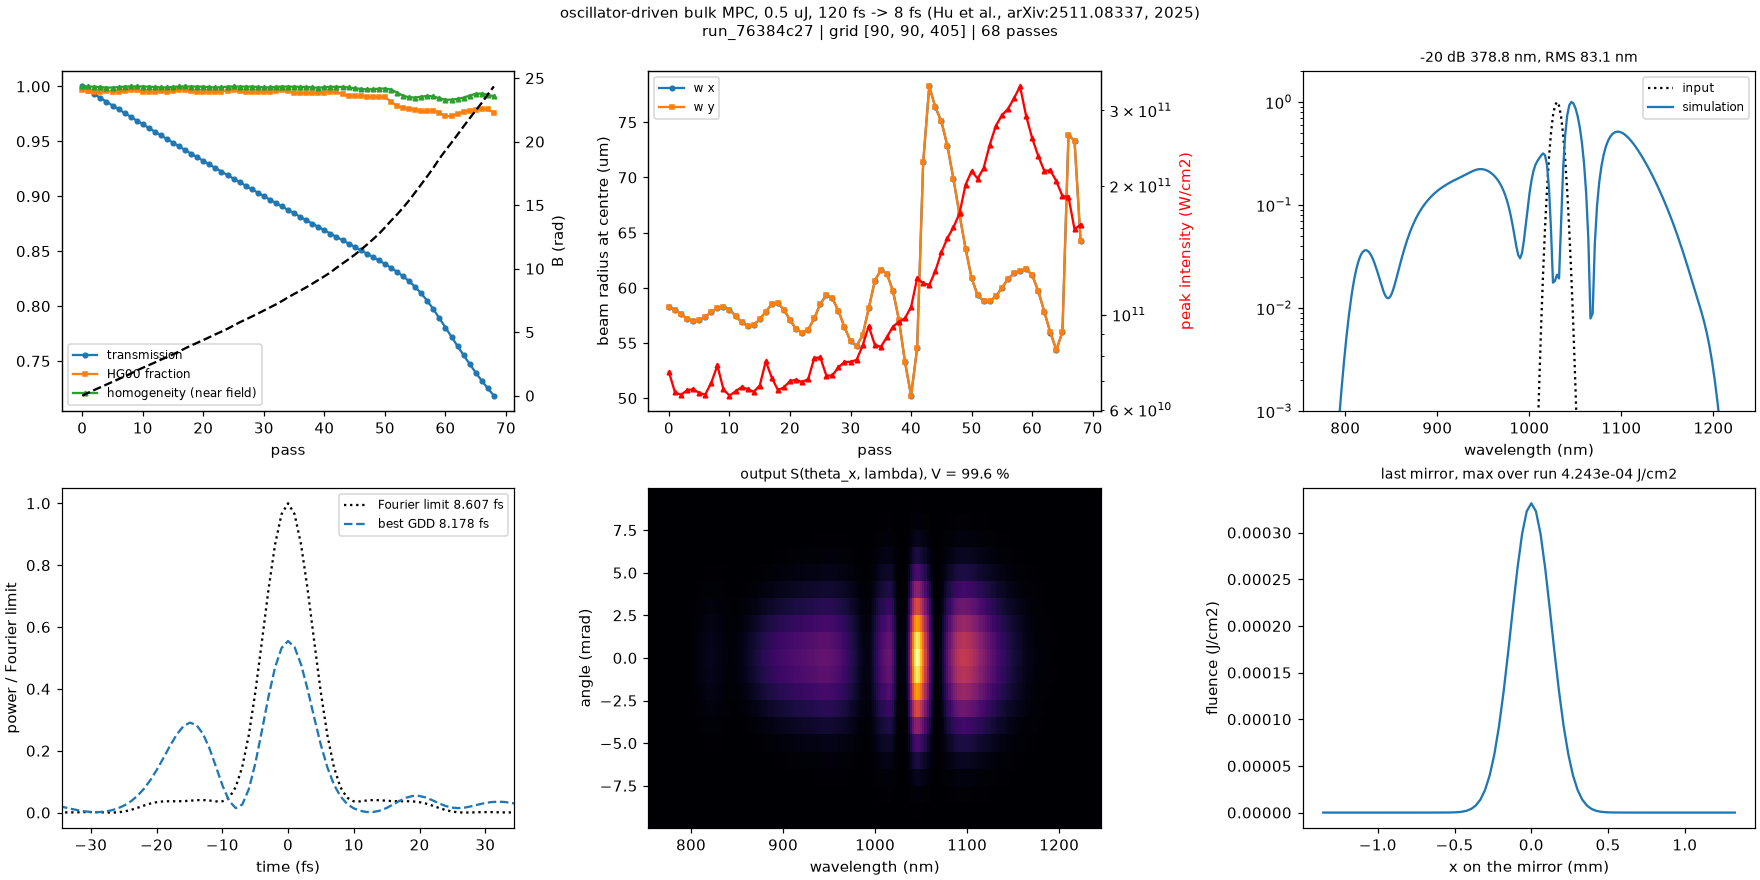 oscillator-driven bulk MPC, 0.5 uJ, 120 fs -> 8 fs (Hu et al., arXiv:2511.08337, 2025)
run_76384c27 | grid [90, 90, 405] | 68 passes
1.00
0.95
0.90
0.85
0.80
0.75
25
20
15
10
5
0
B (rad)
transmission
HG00 fraction
homogeneity (near field)
0 10 20 30 40 50 60 70
pass
beam radius at centre (um)
75
70
65
60
55
50
w x
w y
3 × 10¹¹
2 × 10¹¹
10¹¹
6 × 10¹⁰
peak intensity (W/cm2)
0 10 20 30 40 50 60 70
pass
-20 dB 378.8 nm, RMS 83.1 nm
10⁰
10⁻¹
10⁻²
10⁻³
input
simulation
800 900 1000 1100 1200
wavelength (nm)
power / Fourier limit
1.0
0.8
0.6
0.4
0.2
0.0
Fourier limit 8.607 fs
best GDD 8.178 fs
−30 −20 −10 0 10 20 30
time (fs)
output S(theta_x, lambda), V = 99.6 %
angle (mrad)
7.5
5.0
2.5
0.0
−2.5
−5.0
−7.5
800 900 1000 1100 1200
wavelength (nm)
last mirror, max over run 4.243e-04 J/cm2
fluence (J/cm2)
0.00030
0.00025
0.00020
0.00015
0.00010
0.00005
0.00000
−1.0 −0.5 0.0 0.5 1.0
x on the mirror (mm)